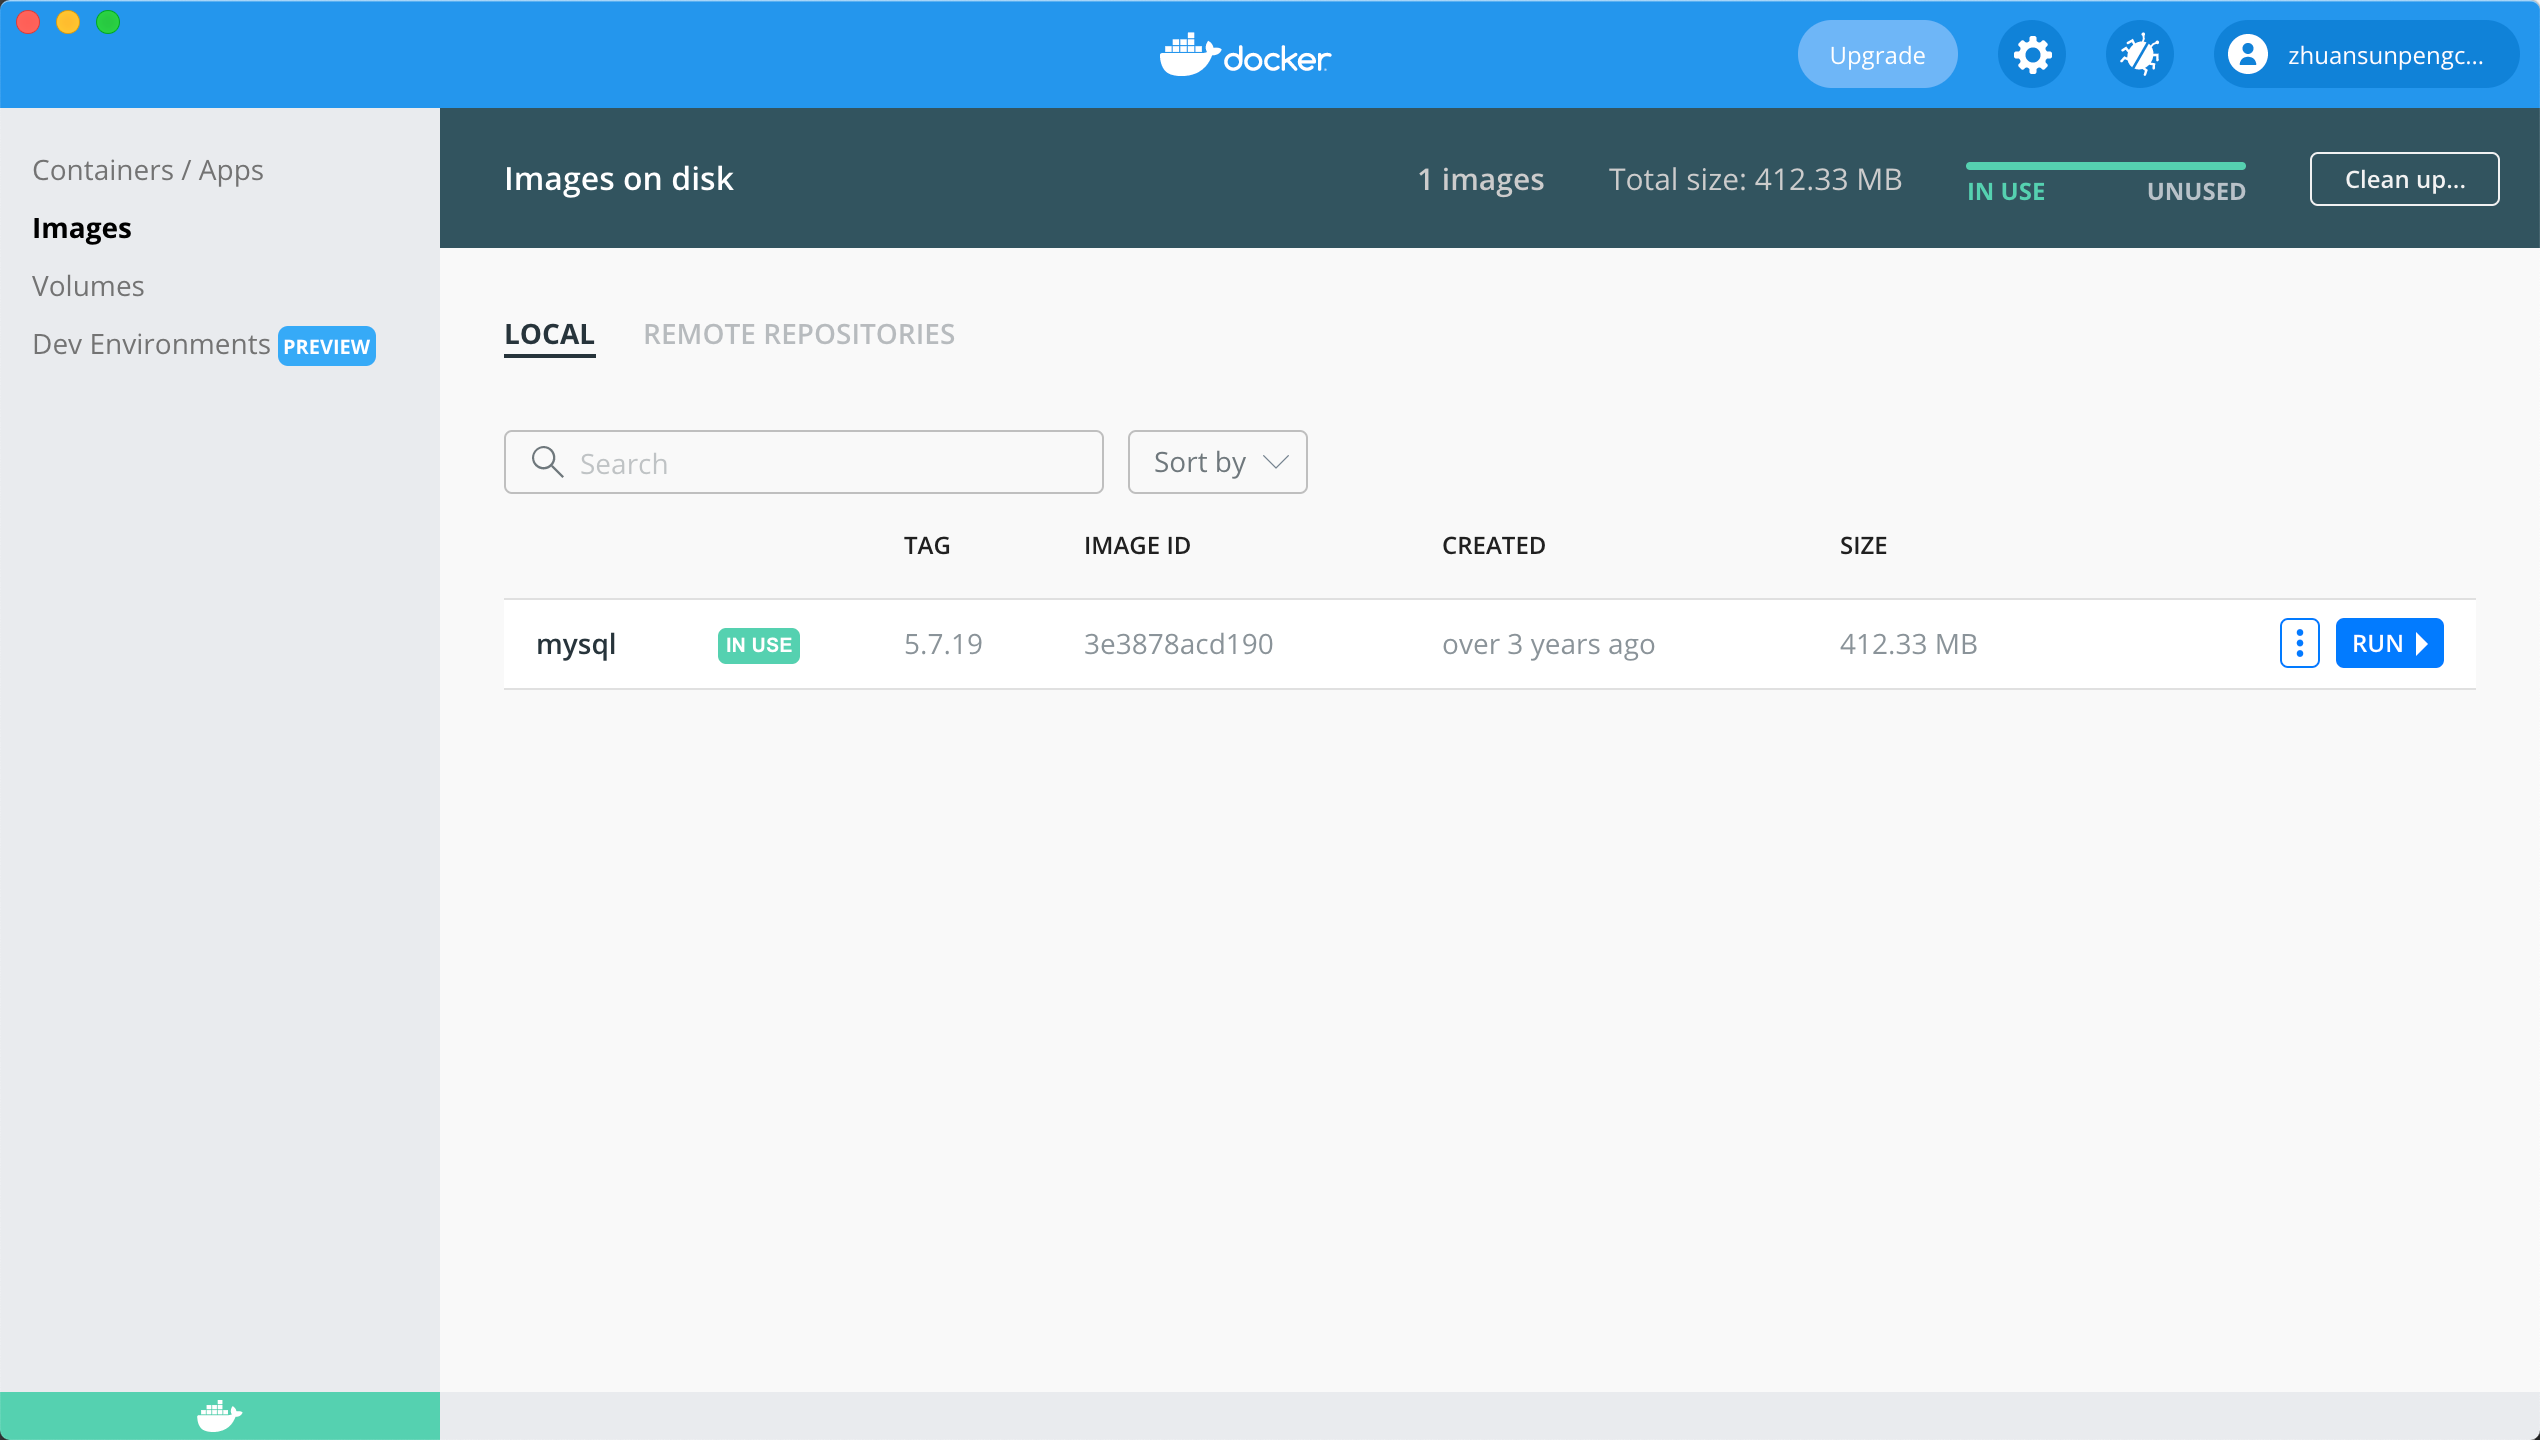 docker
Upgrade
zhuansunpengc...
Containers / Apps
Images
Volumes
Dev Environments PREVIEW
Images on disk
1 images
Total size: 412.33 MB
IN USE
UNUSED
Clean up...
LOCAL
REMOTE REPOSITORIES
Search
Sort by
TAG IMAGE ID CREATED SIZE
mysql IN USE 5.7.19 3e3878acd190 over 3 years ago 412.33 MB RUN